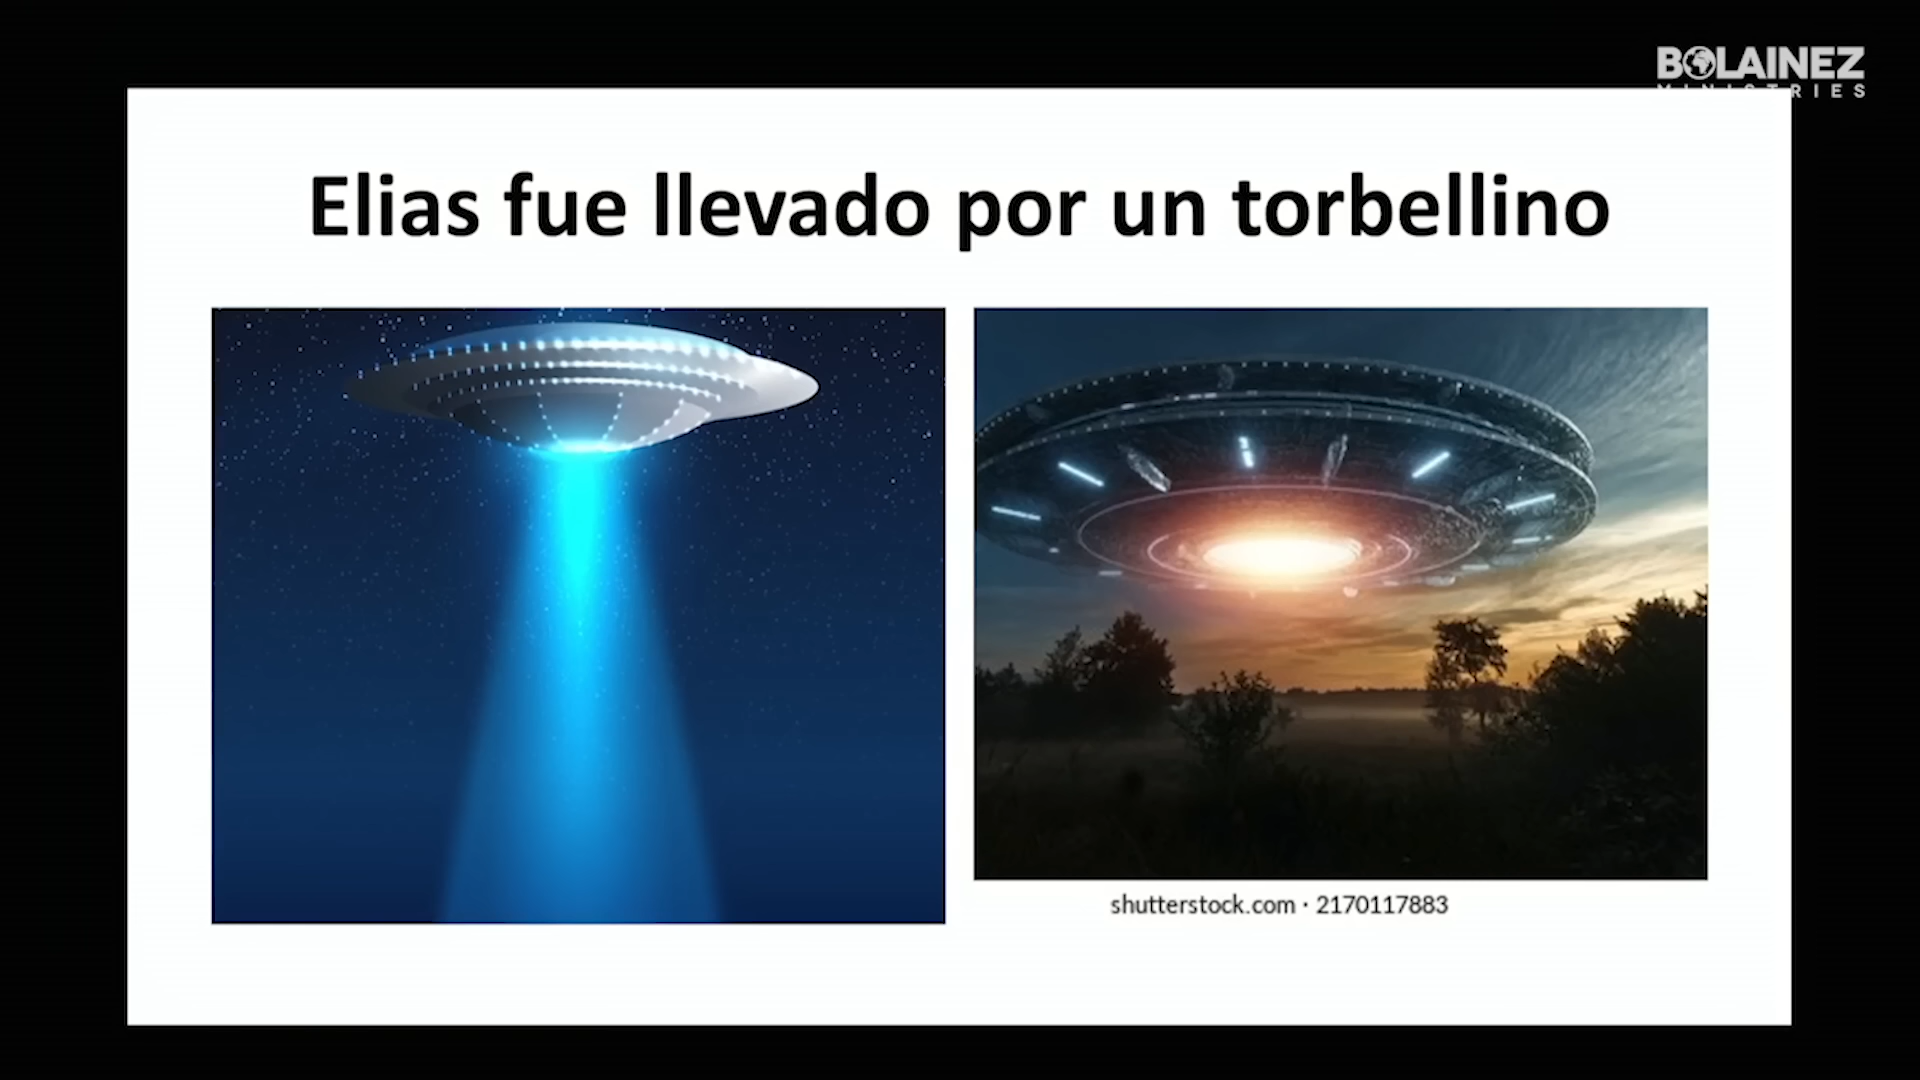 BOLAINEZ
MINISTRIES
Elias fue llevado por un torbellino
shutterstock.com · 2170117883